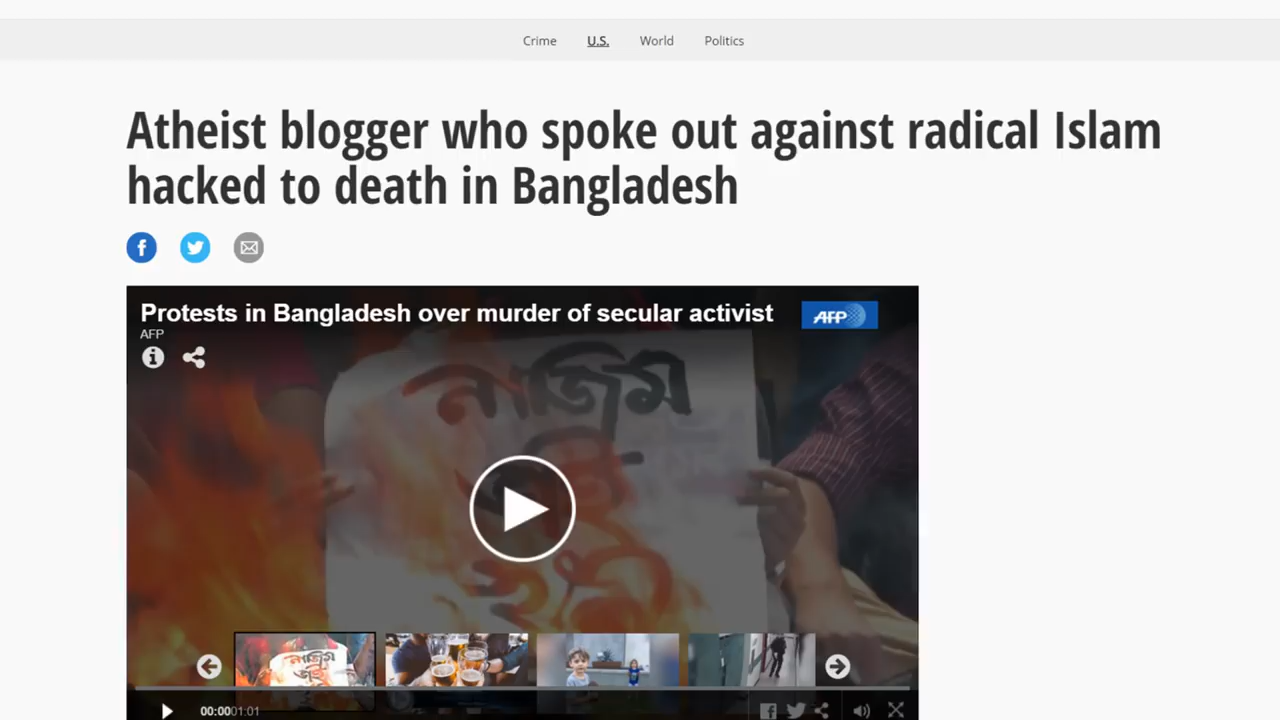 Crime U.S. World Politics
Atheist blogger who spoke out against radical Islam
hacked to death in Bangladesh
Protests in Bangladesh over murder of secular activist
AFP
AFP
নাজিম
00:00 01:01